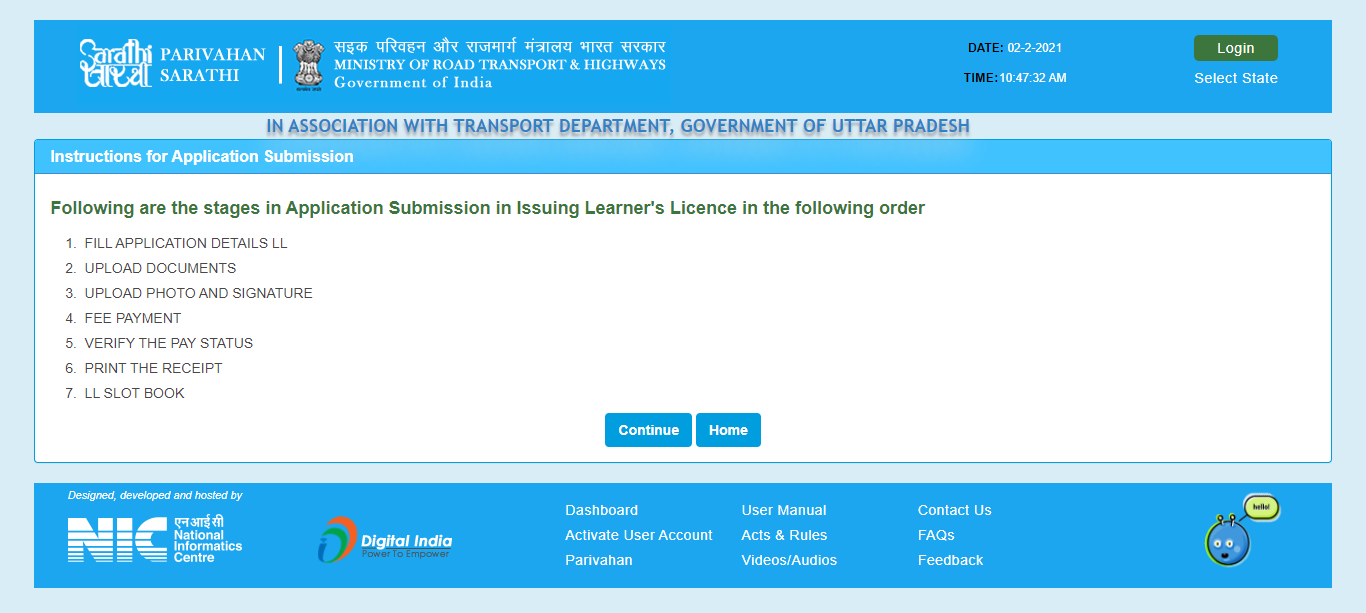 Sarathi
सारथी
PARIVAHAN
SARATHI
सड़क परिवहन और राजमार्ग मंत्रालय भारत सरकार
MINISTRY OF ROAD TRANSPORT & HIGHWAYS
Government of India
DATE: 02-2-2021
TIME:10:47:32 AM
Login
Select State
IN ASSOCIATION WITH TRANSPORT DEPARTMENT, GOVERNMENT OF UTTAR PRADESH
Instructions for Application Submission
Following are the stages in Application Submission in Issuing Learner's Licence in the following order
1. FILL APPLICATION DETAILS LL
2. UPLOAD DOCUMENTS
3. UPLOAD PHOTO AND SIGNATURE
4. FEE PAYMENT
5. VERIFY THE PAY STATUS
6. PRINT THE RECEIPT
7. LL SLOT BOOK
Continue Home
Designed, developed and hosted by
NIC
एन आई सी
National
Informatics
Centre
Digital India
Power To Empower
Dashboard
Activate User Account
Parivahan
User Manual
Acts & Rules
Videos/Audios
Contact Us
FAQs
Feedback
hello!